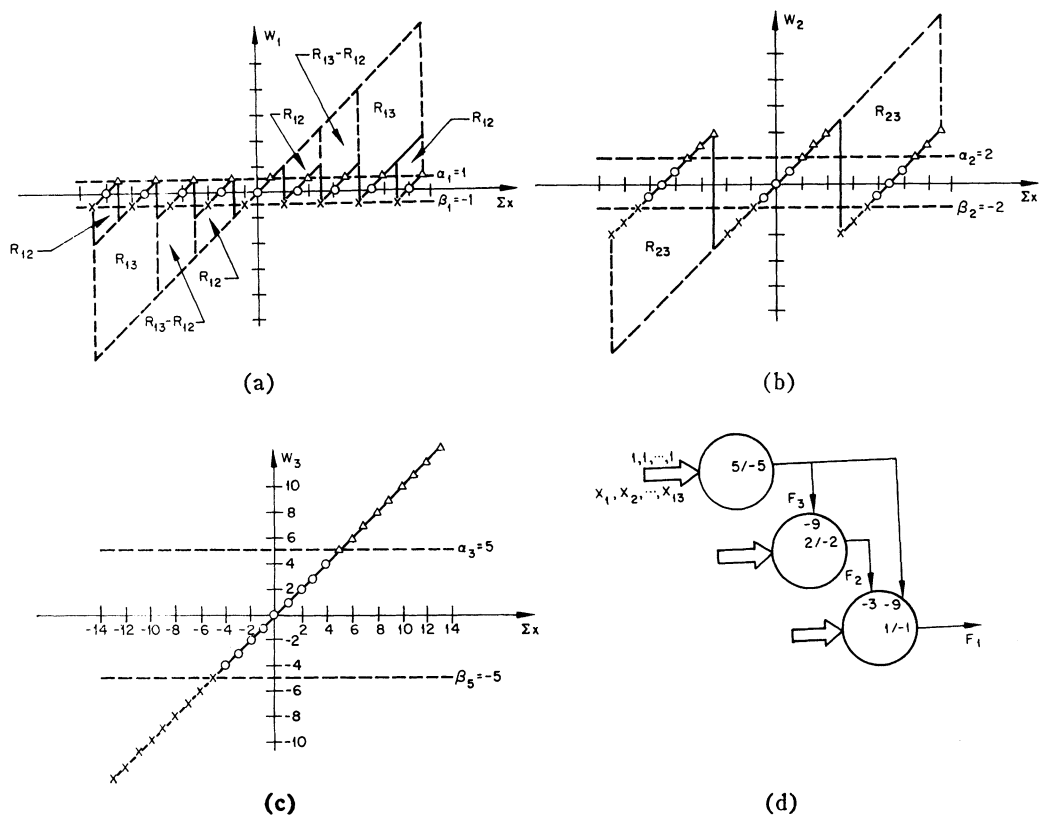 W₁
R₁₃-R₁₂
R₁₂
R₁₃
R₁₂
α₁=1
β₁=-1
Σx
R₁₂
R₁₃
R₁₂
R₁₃-R₁₂
(a)
W₂
R₂₃
α₂=2
Σx
β₂=-2
R₂₃
(b)
W₃
10
8
6
α₃=5
4
2
-14 -12 -10 -8 -6 -4 -2
2 4 6 8 10 12 14
Σx
-2
-4
β₅=-5
-6
-8
-10
(c)
1,1,···,1
X₁, X₂, ···, X₁₃
5/-5
F₃
-9
2/-2
F₂
-3 -9
1/-1
F₁
(d)